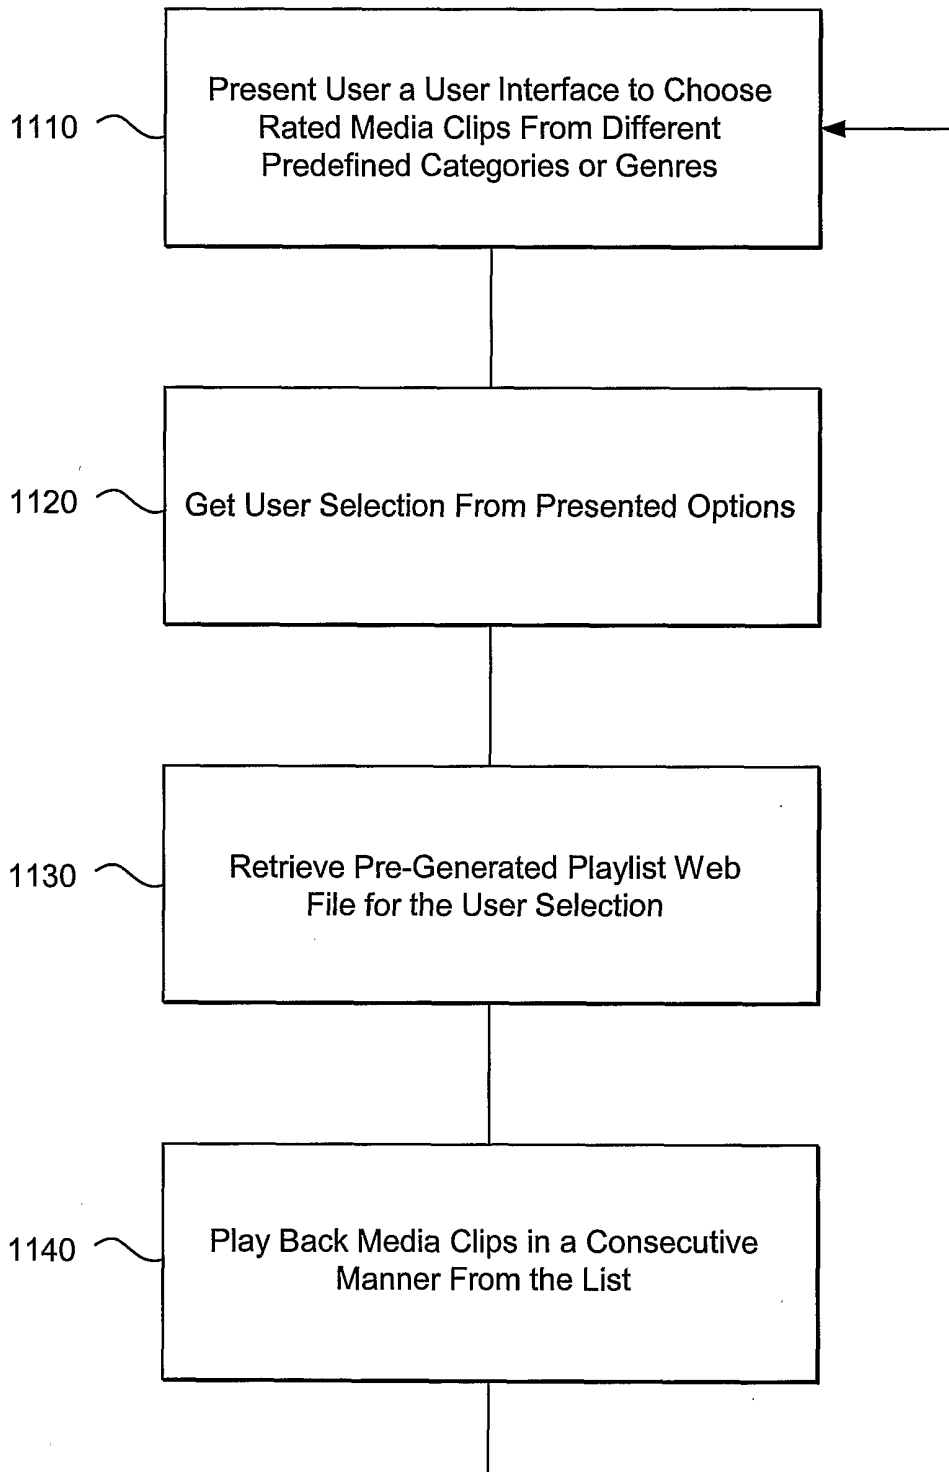 Present User a User Interface to Choose
1110
Rated Media Clips From Different
Predefined Categories or Genres
1120
Get User Selection From Presented Options
1130
Retrieve Pre-Generated Playlist Web
File for the User Selection
1140
Play Back Media Clips in a Consecutive
Manner From the List